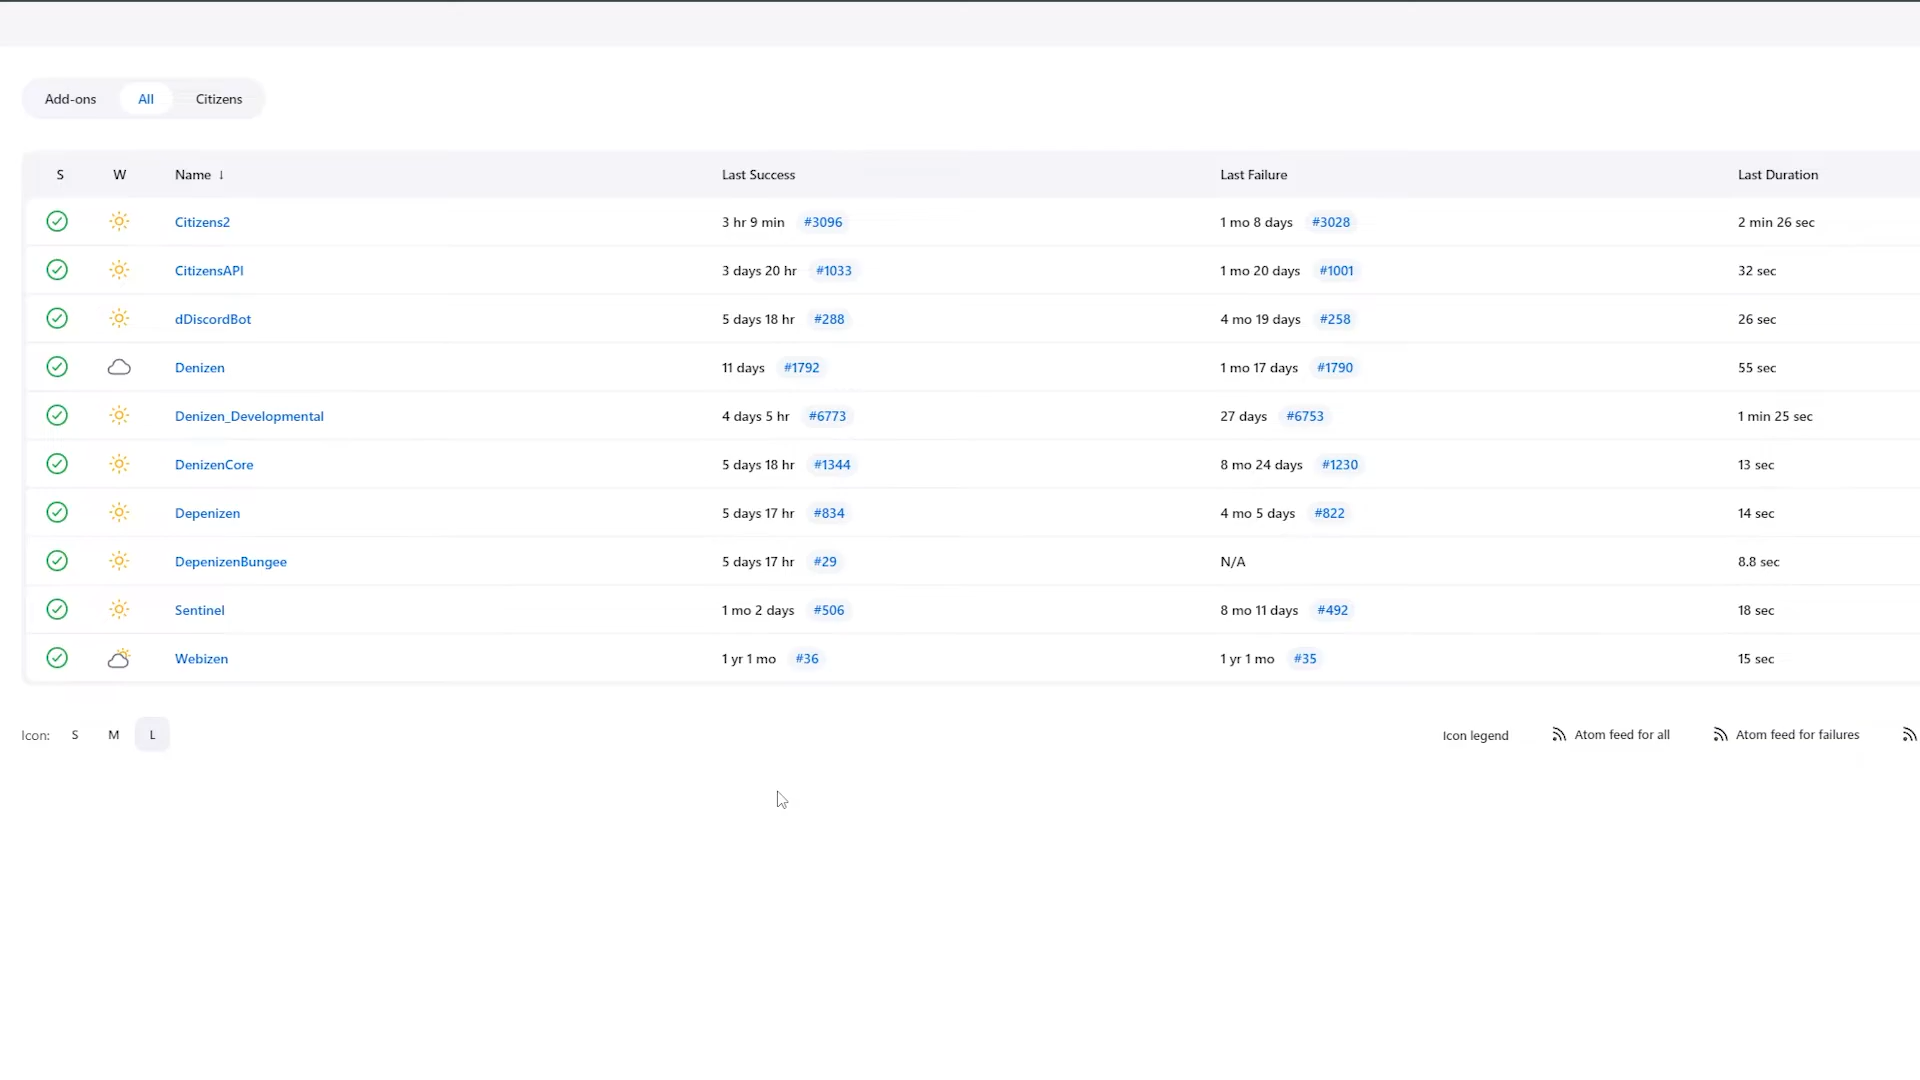 Add-ons All Citizens
S W Name ↓ Last Success Last Failure Last Duration
Citizens2 3 hr 9 min #3096 1 mo 8 days #3028 2 min 26 sec
CitizensAPI 3 days 20 hr #1033 1 mo 20 days #1001 32 sec
dDiscordBot 5 days 18 hr #288 4 mo 19 days #258 26 sec
Denizen 11 days #1792 1 mo 17 days #1790 55 sec
Denizen_Developmental 4 days 5 hr #6773 27 days #6753 1 min 25 sec
DenizenCore 5 days 18 hr #1344 8 mo 24 days #1230 13 sec
Depenizen 5 days 17 hr #834 4 mo 5 days #822 14 sec
DepenizenBungee 5 days 17 hr #29 N/A 8.8 sec
Sentinel 1 mo 2 days #506 8 mo 11 days #492 18 sec
Webizen 1 yr 1 mo #36 1 yr 1 mo #35 15 sec
Icon: S M L Icon legend Atom feed for all Atom feed for failures